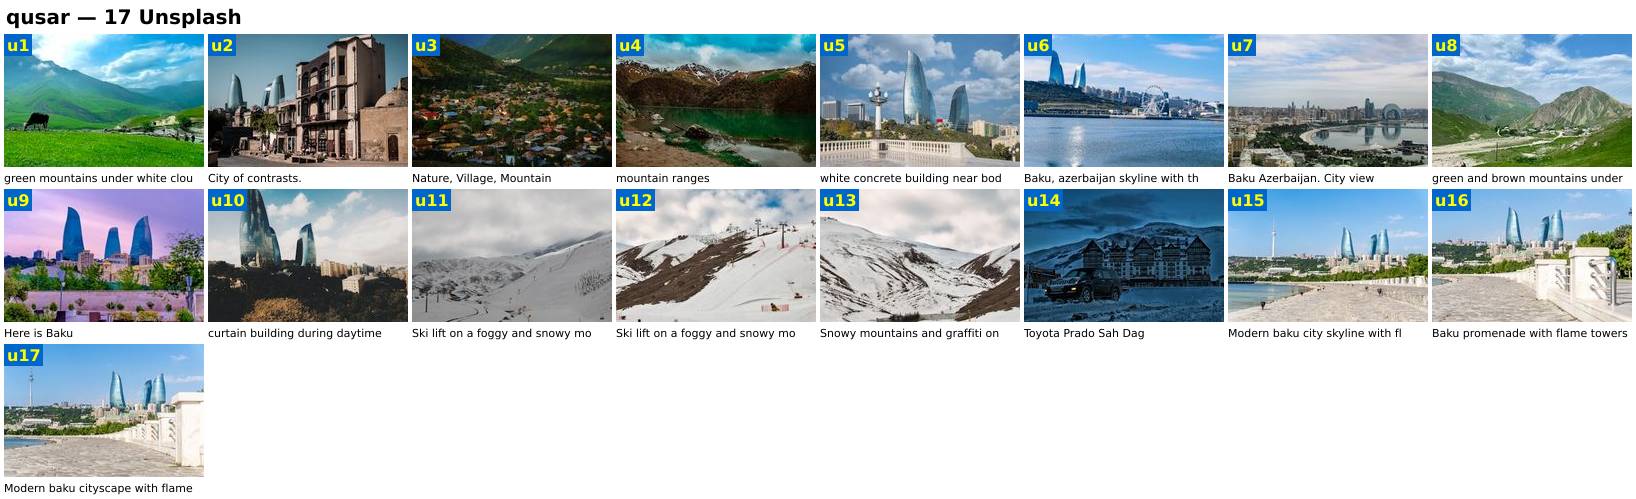 qusar — 17 Unsplash
u1 u2 u3 u4 u5 u6 u7 u8
green mountains under white clou City of contrasts. Nature, Village, Mountain mountain ranges white concrete building near bod Baku, azerbaijan skyline with th Baku Azerbaijan. City view green and brown mountains under
u9 u10 u11 u12 u13 u14 u15 u16
Here is Baku curtain building during daytime Ski lift on a foggy and snowy mo Ski lift on a foggy and snowy mo Snowy mountains and graffiti on Toyota Prado Sah Dag Modern baku city skyline with fl Baku promenade with flame towers
u17
Modern baku cityscape with flame